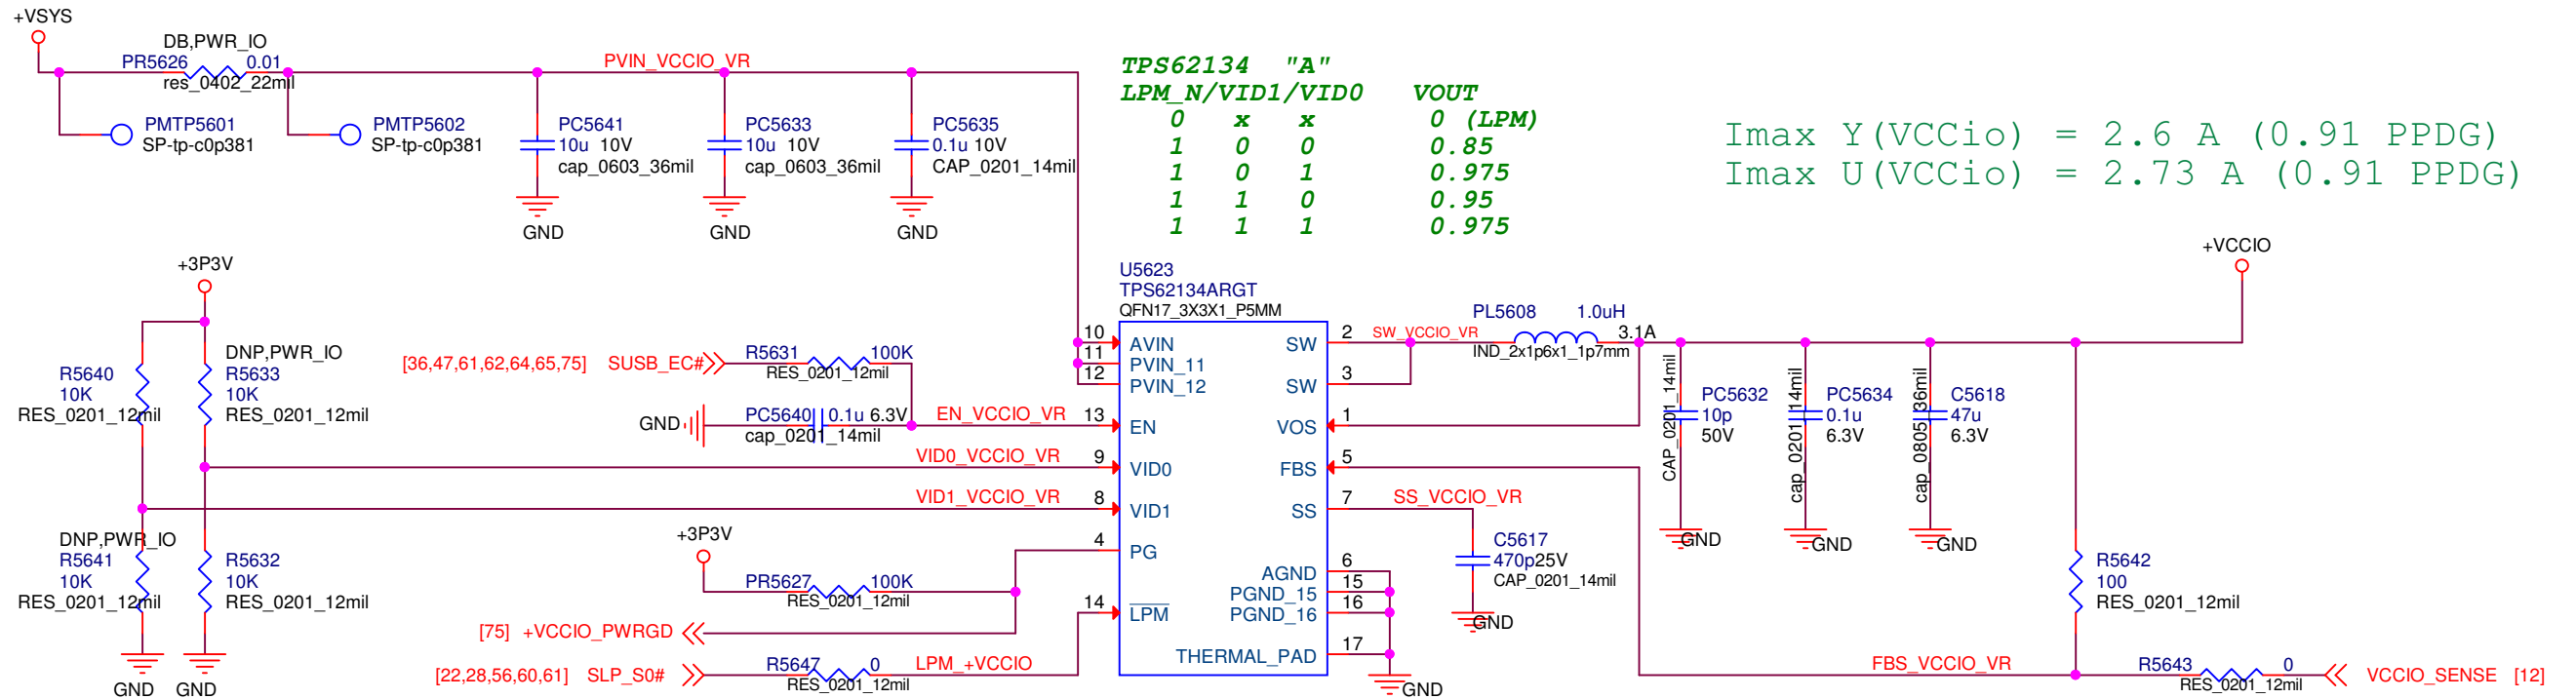 +VSYS
DB,PWR_IO
PR5626 0.01
res_0402_22mil
PVIN_VCCIO_VR
PMTP5601
SP-tp-c0p381
PMTP5602
SP-tp-c0p381
PC5641
10u 10V
cap_0603_36mil
GND
PC5633
10u 10V
cap_0603_36mil
GND
PC5635
0.1u 10V
CAP_0201_14mil
GND
TPS62134 "A"
LPM_N/VID1/VID0 VOUT
0 x x 0 (LPM)
1 0 0 0.85
1 0 1 0.975
1 1 0 0.95
1 1 1 0.975
Imax Y(VCCio) = 2.6 A (0.91 PPDG)
Imax U(VCCio) = 2.73 A (0.91 PPDG)
+3P3V
R5640
10K
RES_0201_12mil
DNP,PWR_IO
R5633
10K
RES_0201_12mil
DNP,PWR_IO
R5641
10K
RES_0201_12mil
R5632
10K
RES_0201_12mil
GND
GND
[36,47,61,62,64,65,75] SUSB_EC#
R5631 100K
RES_0201_12mil
GND
PC5640 0.1u 6.3V
cap_0201_14mil
EN_VCCIO_VR
VID0_VCCIO_VR
VID1_VCCIO_VR
+3P3V
PR5627 100K
RES_0201_12mil
[75] +VCCIO_PWRGD
[22,28,56,60,61] SLP_S0#
R5647 0
RES_0201_12mil
LPM_+VCCIO
U5623
TPS62134ARGT
QFN17_3X3X1_P5MM
10 AVIN
11 PVIN_11
12 PVIN_12
13 EN
9 VID0
8 VID1
4 PG
14 LPM
SW 2
SW 3
VOS 1
FBS 5
SS 7
AGND 6
PGND_15 15
PGND_16 16
THERMAL_PAD 17
GND
SW_VCCIO_VR
PL5608 1.0uH
3.1A
IND_2x1p6x1_1p7mm
SS_VCCIO_VR
C5617
470p25V
CAP_0201_14mil
GND
+VCCIO
PC5632
10p
50V
CAP_0201_14mil
GND
PC5634
0.1u
6.3V
cap_0201_14mil
GND
C5618
47u
6.3V
cap_0805_36mil
GND
R5642
100
RES_0201_12mil
FBS_VCCIO_VR
R5643 0
RES_0201_12mil
VCCIO_SENSE [12]